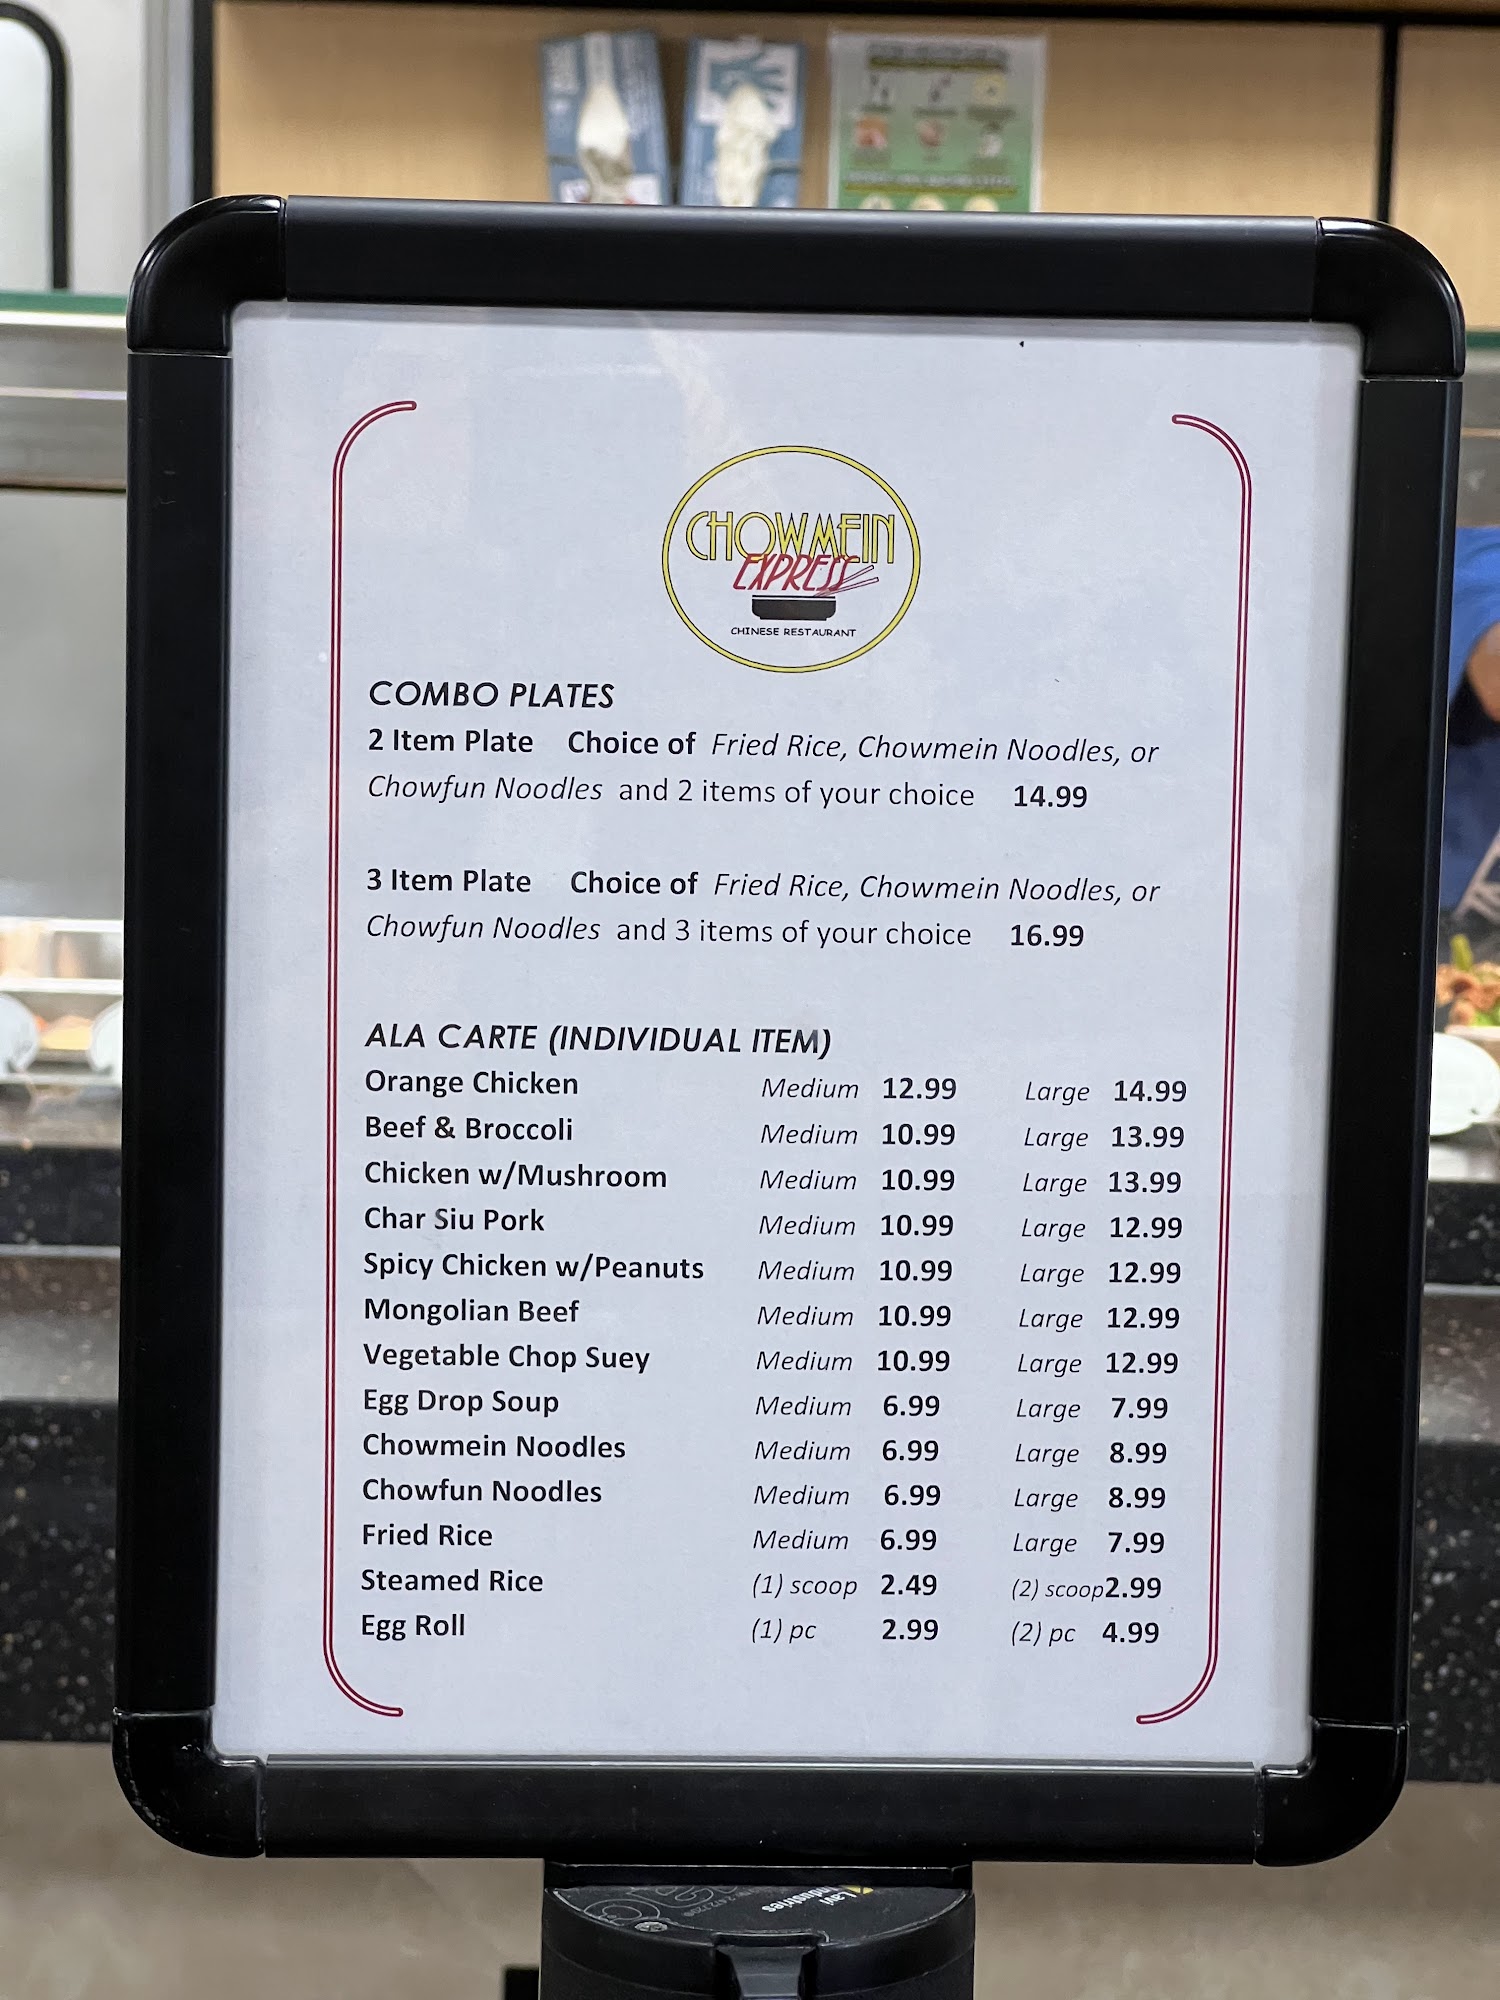 CHOWMEIN
EXPRESS
CHINESE RESTAURANT
COMBO PLATES
2 Item Plate Choice of Fried Rice, Chowmein Noodles, or
Chowfun Noodles and 2 items of your choice 14.99
3 Item Plate Choice of Fried Rice, Chowmein Noodles, or
Chowfun Noodles and 3 items of your choice 16.99
ALA CARTE (INDIVIDUAL ITEM)
Orange Chicken Medium 12.99 Large 14.99
Beef & Broccoli Medium 10.99 Large 13.99
Chicken w/Mushroom Medium 10.99 Large 13.99
Char Siu Pork Medium 10.99 Large 12.99
Spicy Chicken w/Peanuts Medium 10.99 Large 12.99
Mongolian Beef Medium 10.99 Large 12.99
Vegetable Chop Suey Medium 10.99 Large 12.99
Egg Drop Soup Medium 6.99 Large 7.99
Chowmein Noodles Medium 6.99 Large 8.99
Chowfun Noodles Medium 6.99 Large 8.99
Fried Rice Medium 6.99 Large 7.99
Steamed Rice (1) scoop 2.49 (2) scoop 2.99
Egg Roll (1) pc 2.99 (2) pc 4.99
Lavi
Industries